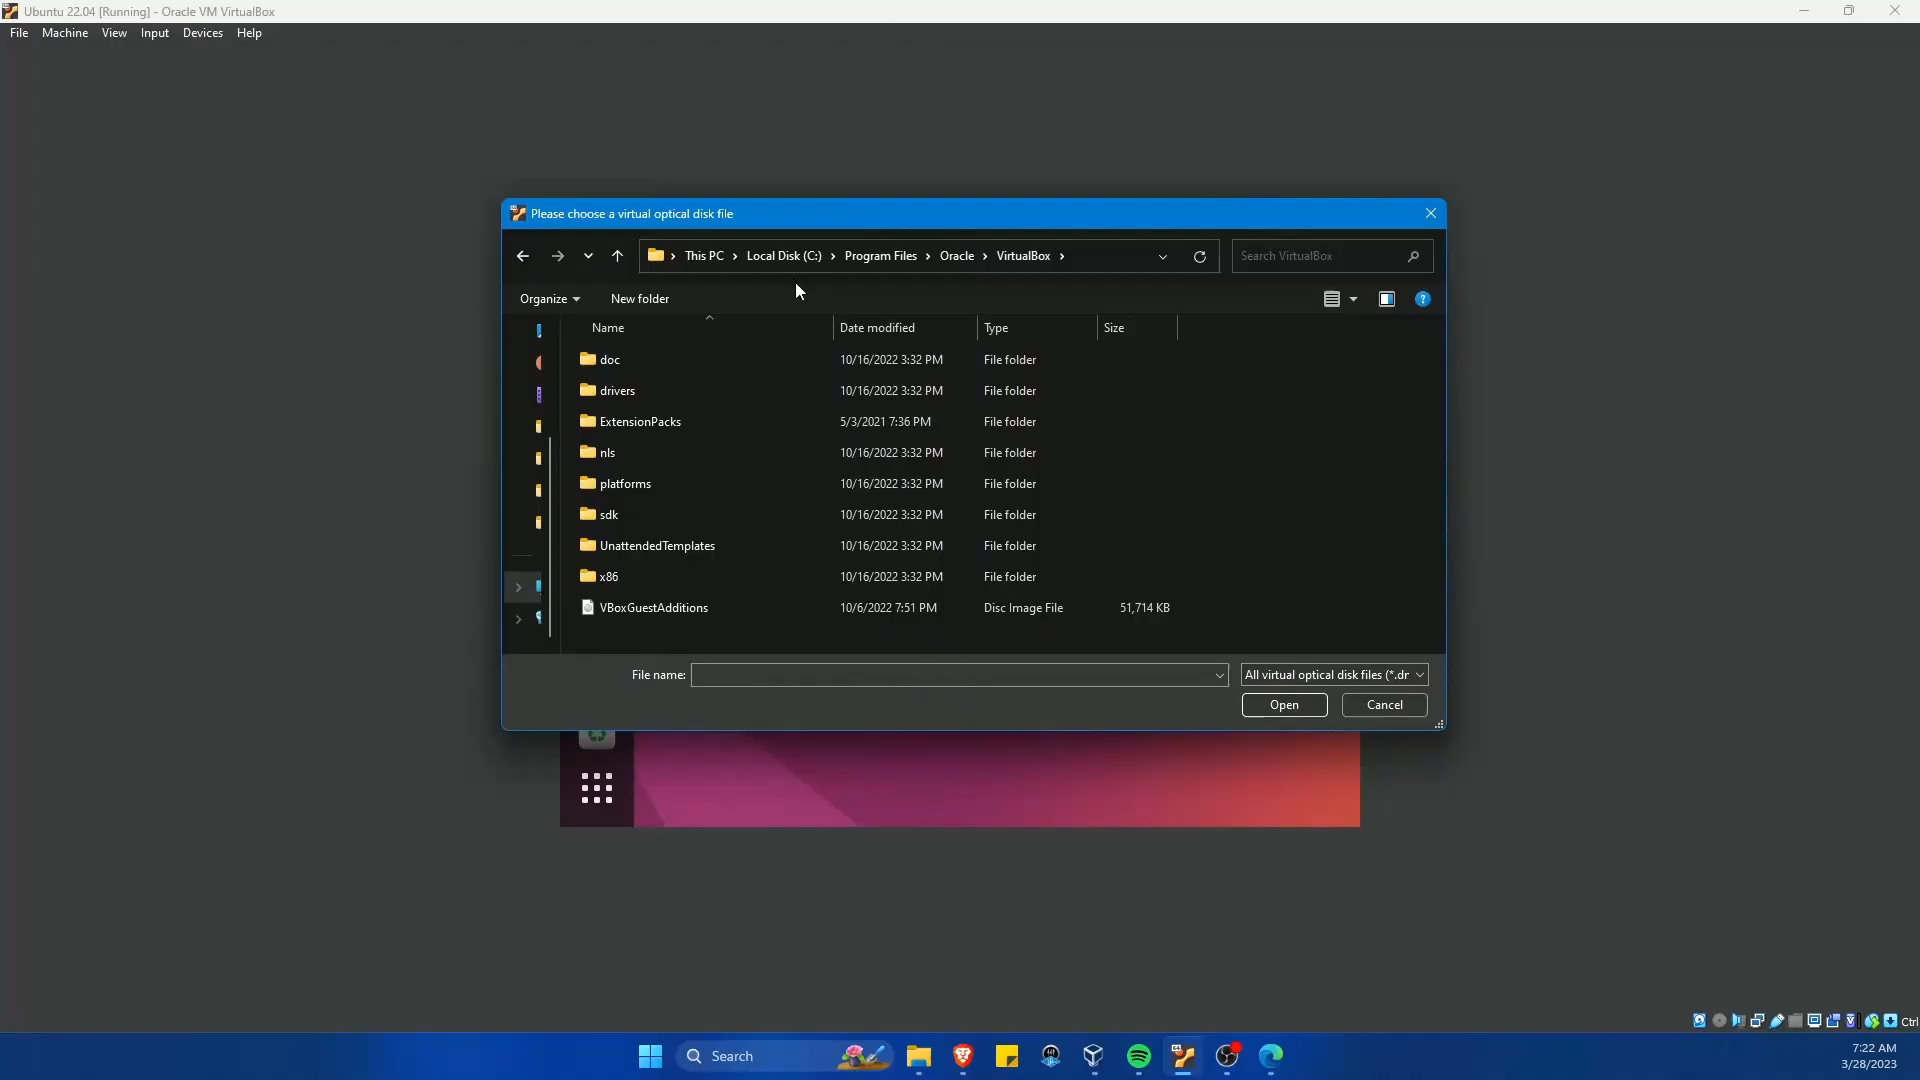 Ubuntu 22.04 [Running] - Oracle VM VirtualBox
File Machine View Input Devices Help
Please choose a virtual optical disk file
This PC > Local Disk (C:) > Program Files > Oracle > VirtualBox >
Search VirtualBox
Organize New folder
Name Date modified Type Size
doc 10/16/2022 3:32 PM File folder
drivers 10/16/2022 3:32 PM File folder
ExtensionPacks 5/3/2021 7:36 PM File folder
nls 10/16/2022 3:32 PM File folder
platforms 10/16/2022 3:32 PM File folder
sdk 10/16/2022 3:32 PM File folder
UnattendedTemplates 10/16/2022 3:32 PM File folder
x86 10/16/2022 3:32 PM File folder
VBoxGuestAdditions 10/6/2022 7:51 PM Disc Image File 51,714 KB
File name: All virtual optical disk files (*.dr
Open Cancel
Ctrl
Search
7:22 AM
3/28/2023